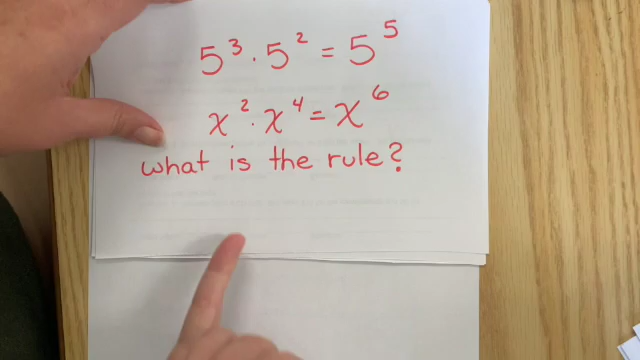 5³ · 5² = 5⁵
x² · x⁴ = x⁶
what is the rule?